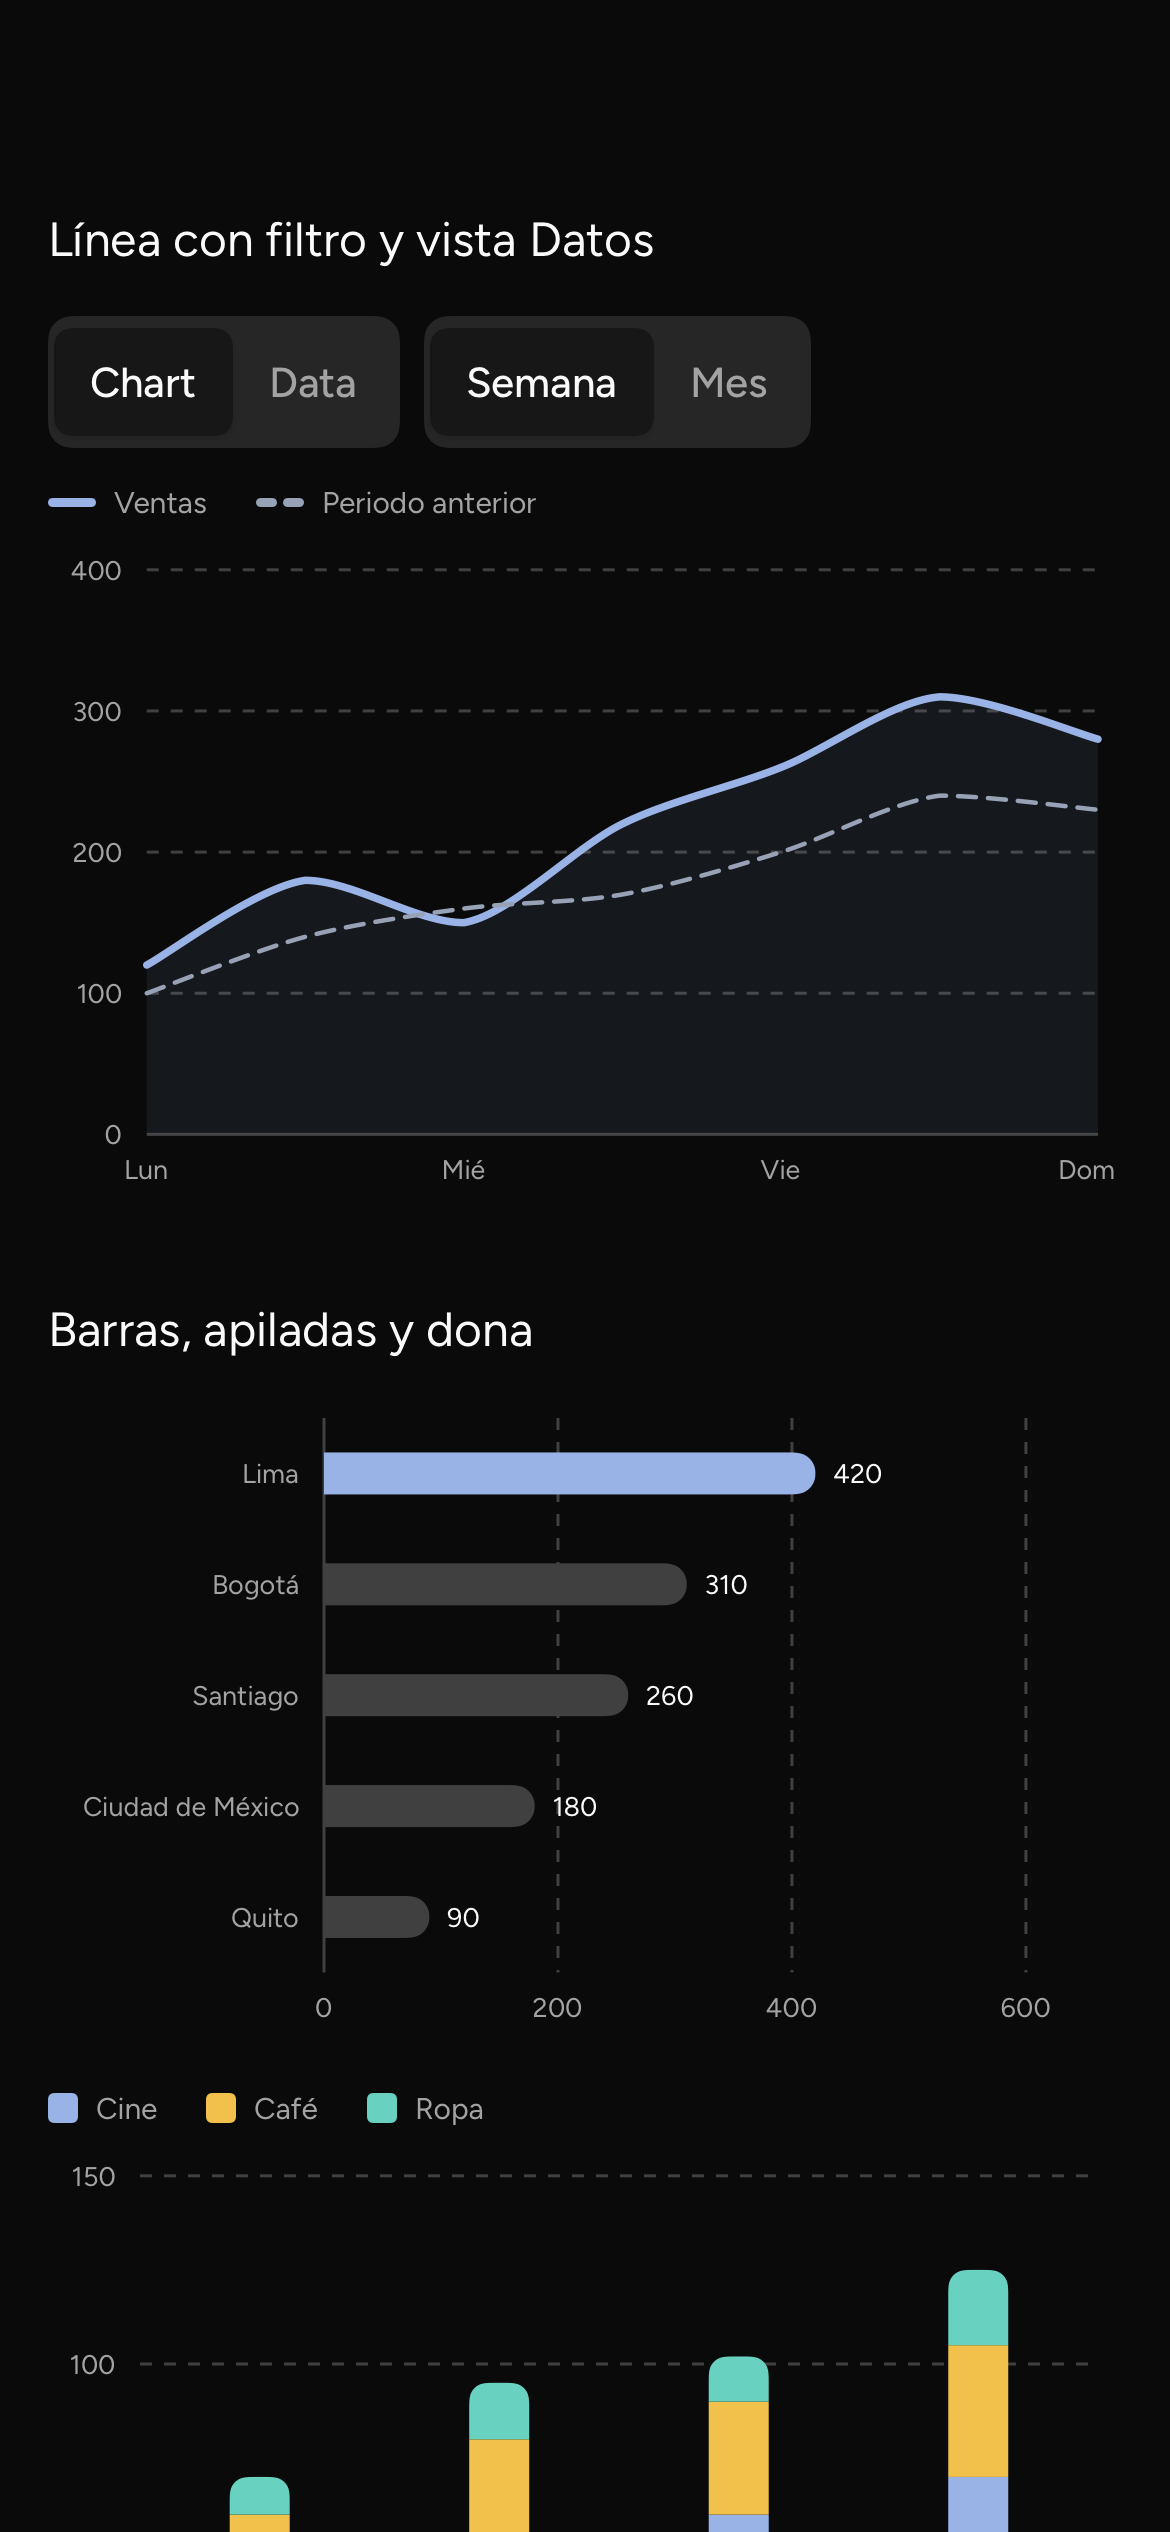 Línea con filtro y vista Datos
Chart Data Semana Mes
Ventas Periodo anterior
400
300
200
100
0
Lun Mié Vie Dom
Barras, apiladas y dona
Lima 420
Bogotá 310
Santiago 260
Ciudad de México 180
Quito 90
0 200 400 600
Cine Café Ropa
150
100